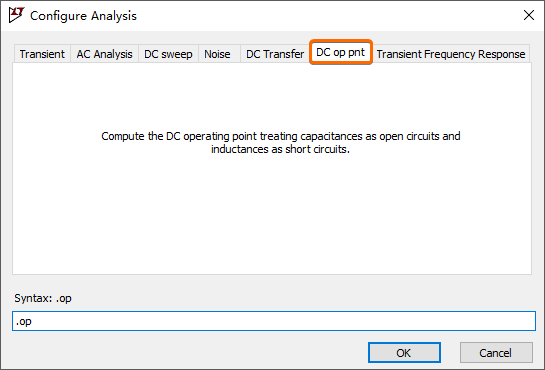 Configure Analysis
Transient AC Analysis DC sweep Noise DC Transfer DC op pnt Transient Frequency Response
Compute the DC operating point treating capacitances as open circuits and
inductances as short circuits.
Syntax: .op
.op
OK Cancel